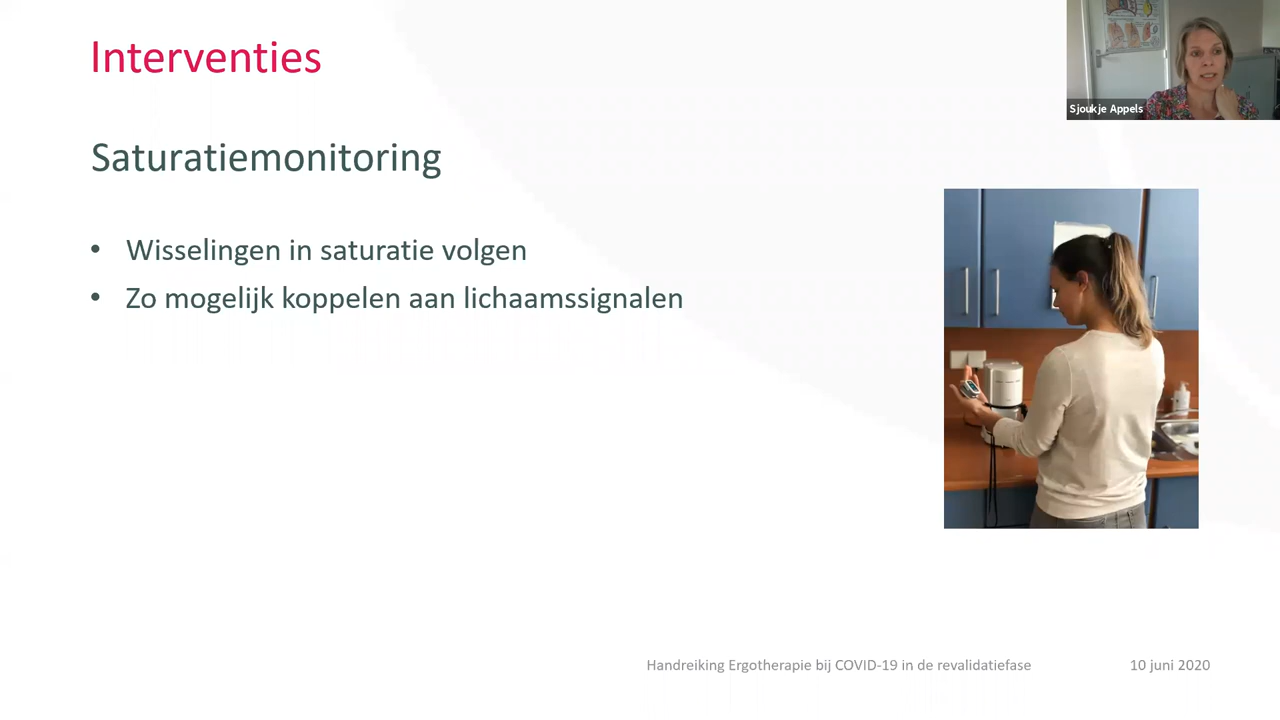 Interventies
Sjoukje Appels
Saturatiemonitoring
• Wisselingen in saturatie volgen
• Zo mogelijk koppelen aan lichaamssignalen
Handreiking Ergotherapie bij COVID-19 in de revalidatiefase
10 juni 2020